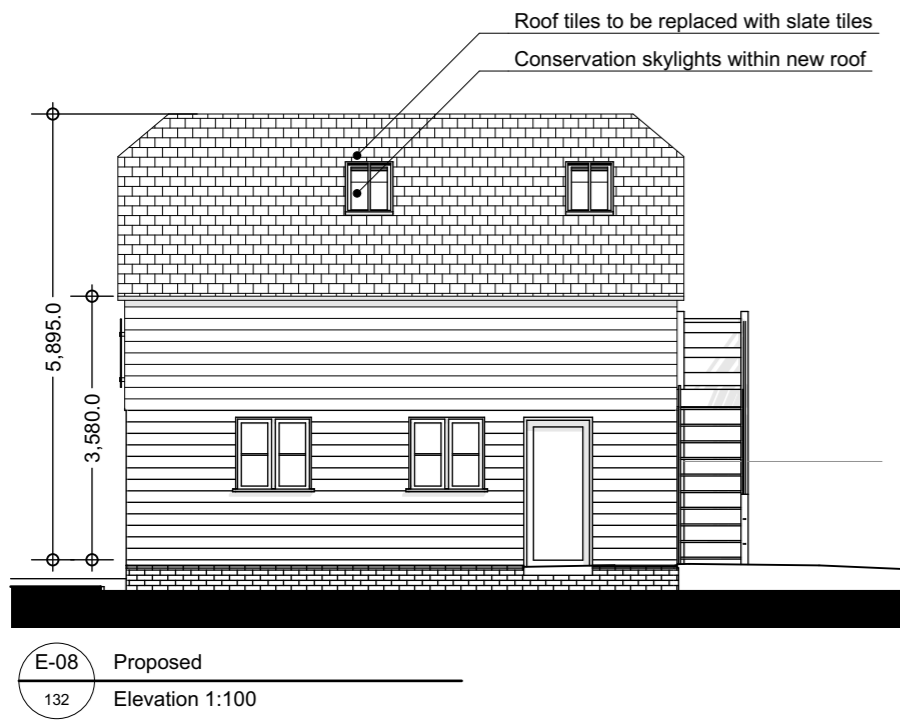 Roof tiles to be replaced with slate tiles
Conservation skylights within new roof
5,895.0
3,580.0
E-08 Proposed
132 Elevation 1:100